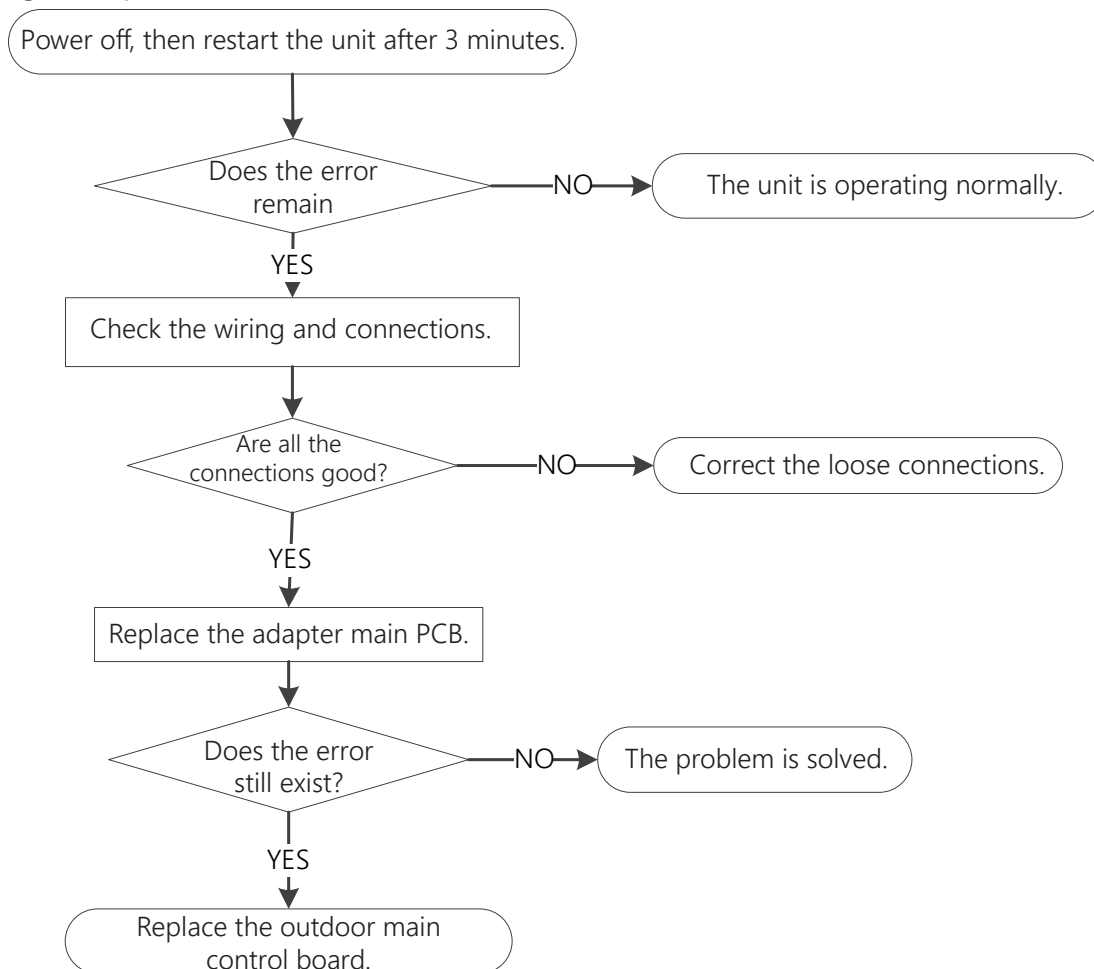 Power off, then restart the unit after 3 minutes.
Does the error
remain
NO
The unit is operating normally.
YES
Check the wiring and connections.
Are all the
connections good?
NO
Correct the loose connections.
YES
Replace the adapter main PCB.
Does the error
still exist?
NO
The problem is solved.
YES
Replace the outdoor main
control board.